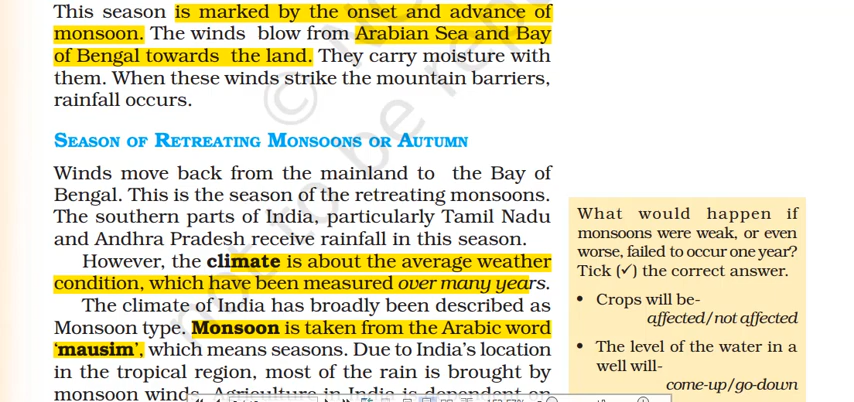 This season is marked by the onset and advance of
monsoon. The winds blow from Arabian Sea and Bay
of Bengal towards the land. They carry moisture with
them. When these winds strike the mountain barriers,
rainfall occurs.
SEASON OF RETREATING MONSOONS OR AUTUMN
Winds move back from the mainland to the Bay of
Bengal. This is the season of the retreating monsoons.
The southern parts of India, particularly Tamil Nadu
and Andhra Pradesh receive rainfall in this season.
However, the climate is about the average weather
condition, which have been measured over many years.
The climate of India has broadly been described as
Monsoon type. Monsoon is taken from the Arabic word
‘mausim’, which means seasons. Due to India’s location
in the tropical region, most of the rain is brought by
monsoon winds. Agriculture in India is dependent on
What would happen if
monsoons were weak, or even
worse, failed to occur one year?
Tick (✓) the correct answer.
• Crops will be-
affected/not affected
• The level of the water in a
well will-
come-up/go-down